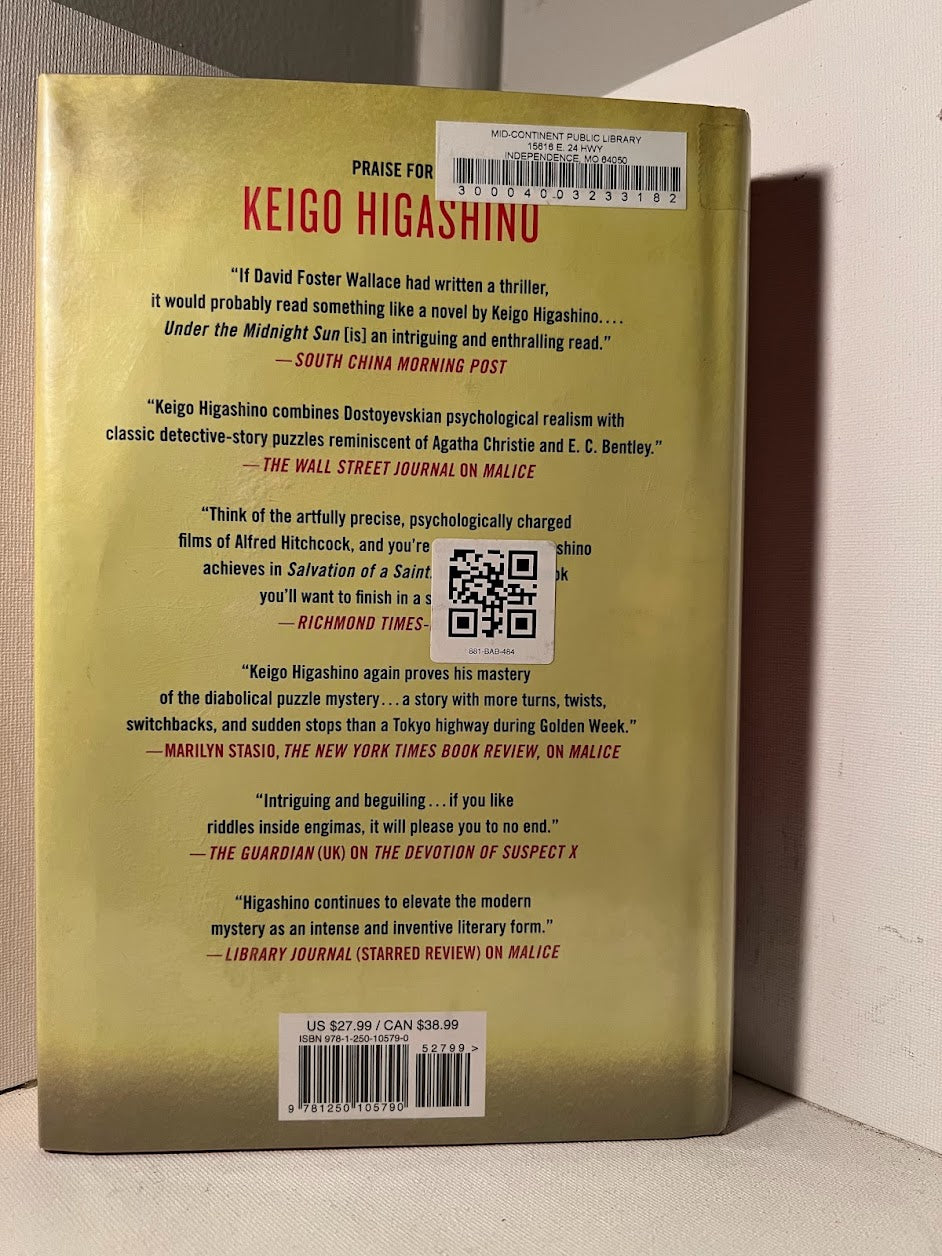 MID-CONTINENT PUBLIC LIBRARY
15616 E. 24 HWY
INDEPENDENCE, MO 64050
30004003233182
PRAISE FOR
KEIGO HIGASHINO
“If David Foster Wallace had written a thriller,
it would probably read something like a novel by Keigo Higashino....
Under the Midnight Sun [is] an intriguing and enthralling read.”
—SOUTH CHINA MORNING POST
“Keigo Higashino combines Dostoyevskian psychological realism with
classic detective-story puzzles reminiscent of Agatha Christie and E. C. Bentley.”
—THE WALL STREET JOURNAL ON MALICE
“Think of the artfully precise, psychologically charged
films of Alfred Hitchcock, and you're shino
achieves in Salvation of a Saint. ok
you'll want to finish in a s
—RICHMOND TIMES-
881-BAB-464
“Keigo Higashino again proves his mastery
of the diabolical puzzle mystery...a story with more turns, twists,
switchbacks, and sudden stops than a Tokyo highway during Golden Week.”
—MARILYN STASIO, THE NEW YORK TIMES BOOK REVIEW, ON MALICE
“Intriguing and beguiling...if you like
riddles inside engimas, it will please you to no end.”
—THE GUARDIAN (UK) ON THE DEVOTION OF SUSPECT X
“Higashino continues to elevate the modern
mystery as an intense and inventive literary form.”
—LIBRARY JOURNAL (STARRED REVIEW) ON MALICE
US $27.99 / CAN $38.99
ISBN 978-1-250-10579-0
52799 >
9 781250 105790